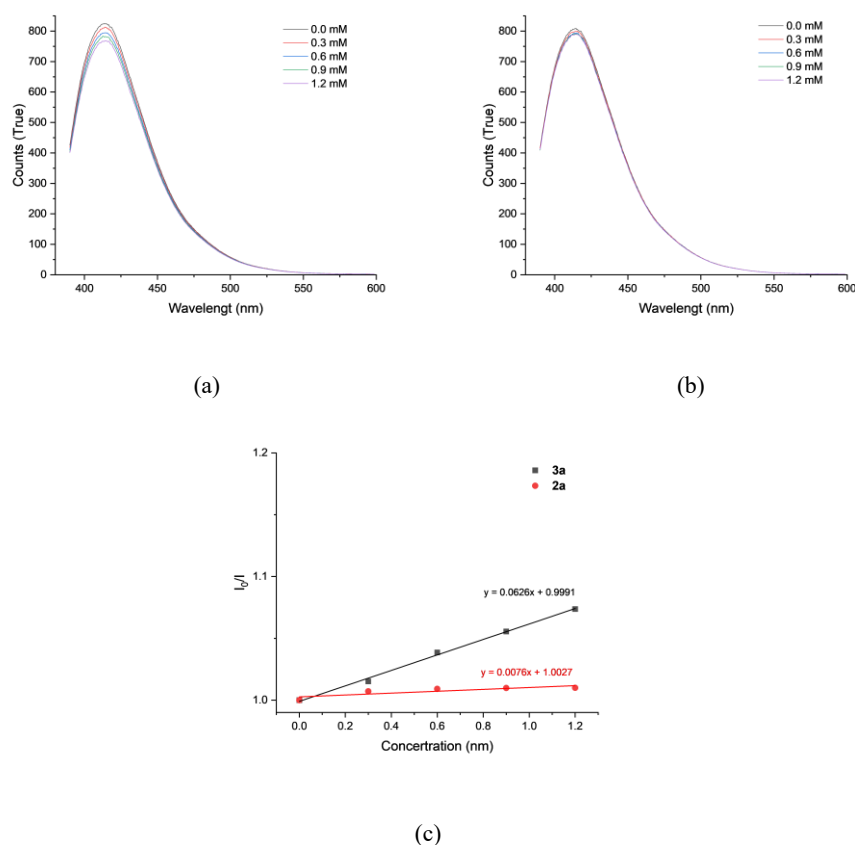 800
700
600
500
400
300
200
100
0
400
450
500
550
600
Counts (True)
Wavelengt (nm)
0.0 mM
0.3 mM
0.6 mM
0.9 mM
1.2 mM
(a)
800
700
600
500
400
300
200
100
0
400
450
500
550
600
Counts (True)
Wavelengt (nm)
0.0 mM
0.3 mM
0.6 mM
0.9 mM
1.2 mM
(b)
1.2
1.1
1.0
0.0
0.2
0.4
0.6
0.8
1.0
1.2
I₀/I
Concertration (nm)
3a
2a
y = 0.0626x + 0.9991
y = 0.0076x + 1.0027
(c)